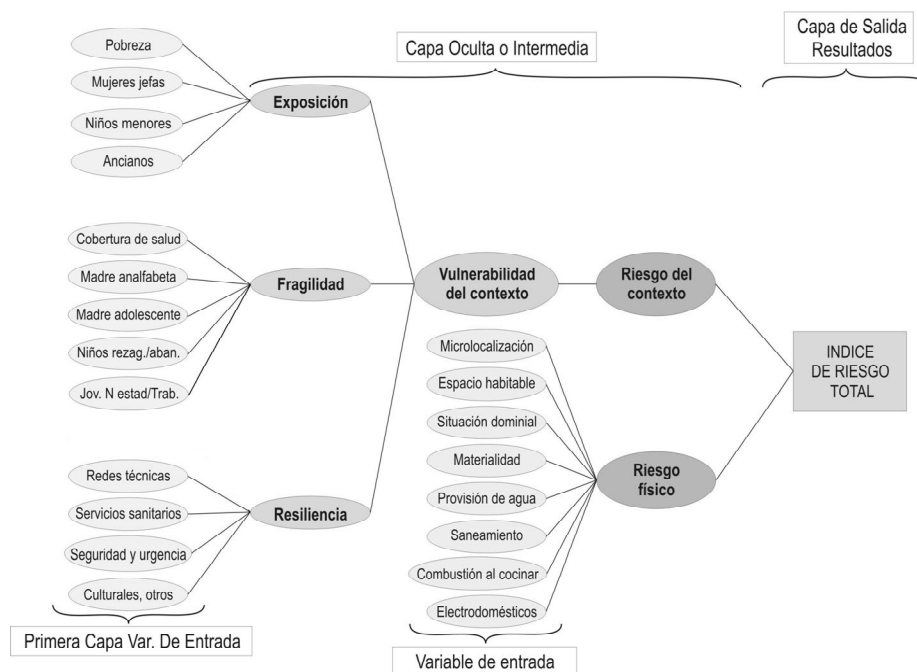 Capa Oculta o Intermedia
Capa de Salida
Resultados
Pobreza
Mujeres jefas
Niños menores
Ancianos
Exposición
Cobertura de salud
Madre analfabeta
Madre adolescente
Niños rezag./aban.
Jov. N estad/Trab.
Fragilidad
Redes técnicas
Servicios sanitarios
Seguridad y urgencia
Culturales, otros
Resiliencia
Primera Capa Var. De Entrada
Vulnerabilidad
del contexto
Microlocalización
Espacio habitable
Situación dominial
Materialidad
Provisión de agua
Saneamiento
Combustión al cocinar
Electrodomésticos
Variable de entrada
Riesgo del
contexto
Riesgo
físico
INDICE
DE RIESGO
TOTAL